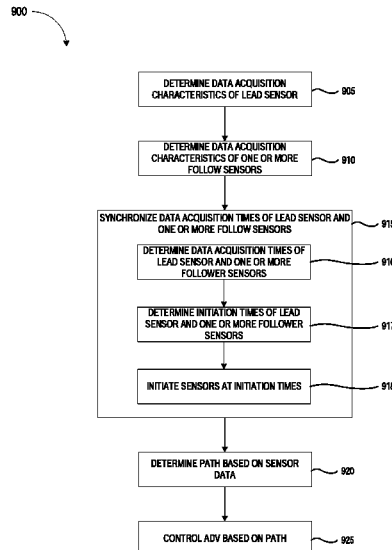 900
DETERMINE DATA ACQUISITION
CHARACTERISTICS OF LEAD SENSOR
905
DETERMINE DATA ACQUISITION
CHARACTERISTICS OF ONE OR MORE
FOLLOW SENSORS
910
SYNCHRONIZE DATA ACQUISITION TIMES OF LEAD SENSOR AND
ONE OR MORE FOLLOW SENSORS
915
DETERMINE DATA ACQUISITION TIMES OF
LEAD SENSOR AND ONE OR MORE
FOLLOWER SENSORS
916
DETERMINE INITIATION TIMES OF LEAD
SENSOR AND ONE OR MORE FOLLOWER
SENSORS
917
INITIATE SENSORS AT INITIATION TIMES
918
DETERMINE PATH BASED ON SENSOR
DATA
920
CONTROL ADV BASED ON PATH
925